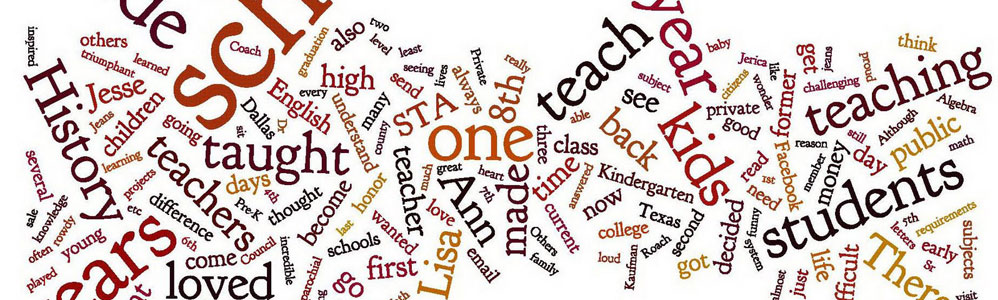 inspired
others
triumphant
learned
Jesse
jeans
children
History
learning
going
teachers
several
sale
knowledge
often
rowdy
young
played
projects
etc
difference
6th
come
Council
loved
incredible
parochial
Coach
graduation
also
two
level
least
seeing
high
English
every
Dallas
Dr
sit
understand
many
county
send
STA
lives
taught
days
4th
Pre-K
thought
become
last
honor
schools
wanted
go
first
teacher
much
love
Lisa
email
Private
always
really
8th
one
great
heart
7th
Ann
made
three
time
class
able
teach
answered
current
Others
family
see
back
Kindergarten
now
Texas
college
loud
Kaufman
Roach
second
got
decided
year
kids
subject
baby
citizens
private
good
Jerica
wonder
like
former
read
1st
need
Facebook
funny
system
get
jeans
challenging
proud
teaching
think
Algebra
reason
member
money
still
day
Although
public
math
students
5th
letters
requirements
early
St
subjects
visit
almost
just
life